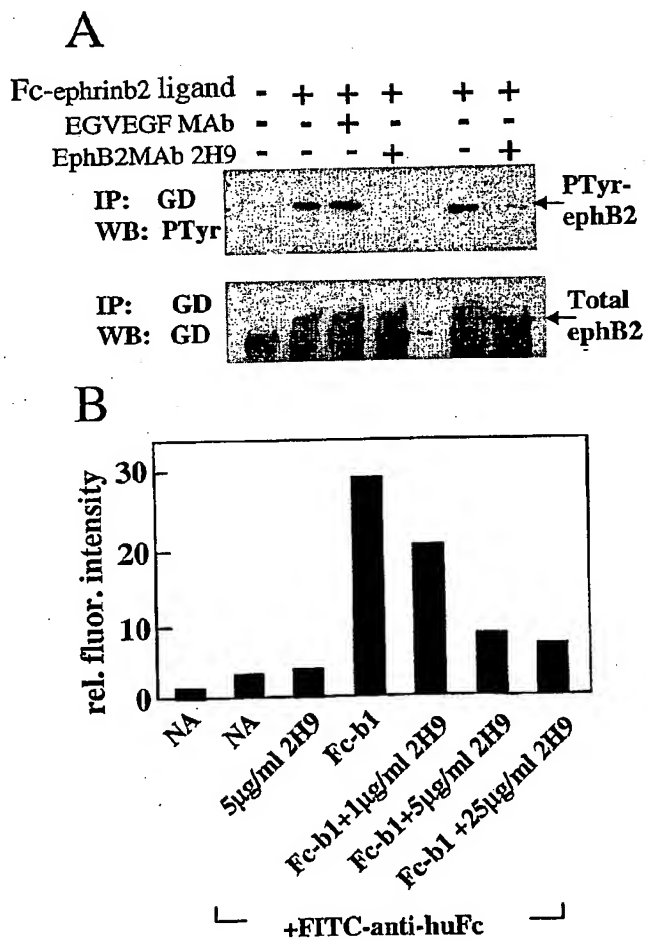 A
Fc-ephrinb2 ligand - + + + + +
EGVEGF MAb - - + - - -
EphB2MAb 2H9 - - - + - +
IP: GD
WB: PTyr
PTyr-
ephB2
IP: GD
WB: GD
Total
ephB2
B
rel. fluor. intensity
30
20
10
0
NA
NA
5µg/ml 2H9
Fc-b1
Fc-b1+1µg/ml 2H9
Fc-b1+5µg/ml 2H9
Fc-b1 +25µg/ml 2H9
+FITC-anti-huFc